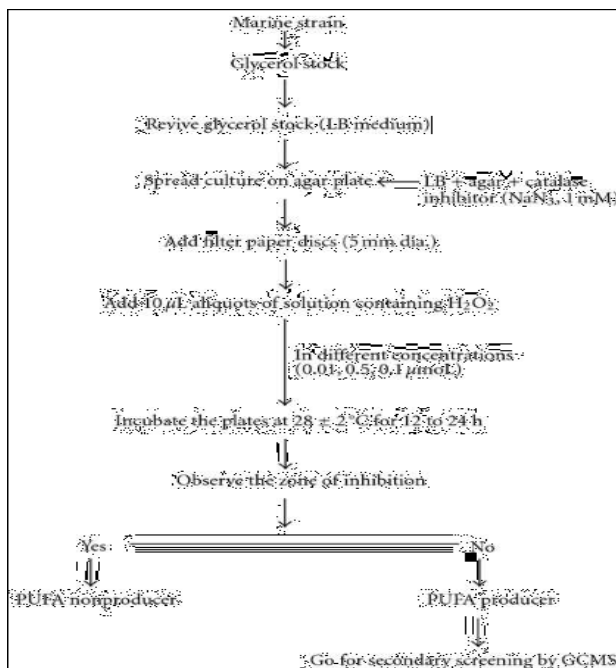 Marine strain
Glycerol stock
Revive glycerol stock (LB medium)
Spread culture on agar plate
LB + agar + catalase
inhibitor (NaN₃, 1 mM)
Add filter paper discs (5 mm dia.)
Add 10 μL aliquots of solution containing H₂O₂
In different concentrations
(0.01, 0.5, 0.1 μmoL)
Incubate the plates at 28 ± 2 °C for 12 to 24 h
Observe the zone of inhibition
Yes
No
PUFA nonproducer
PUFA producer
Go for secondary screening by GCMS